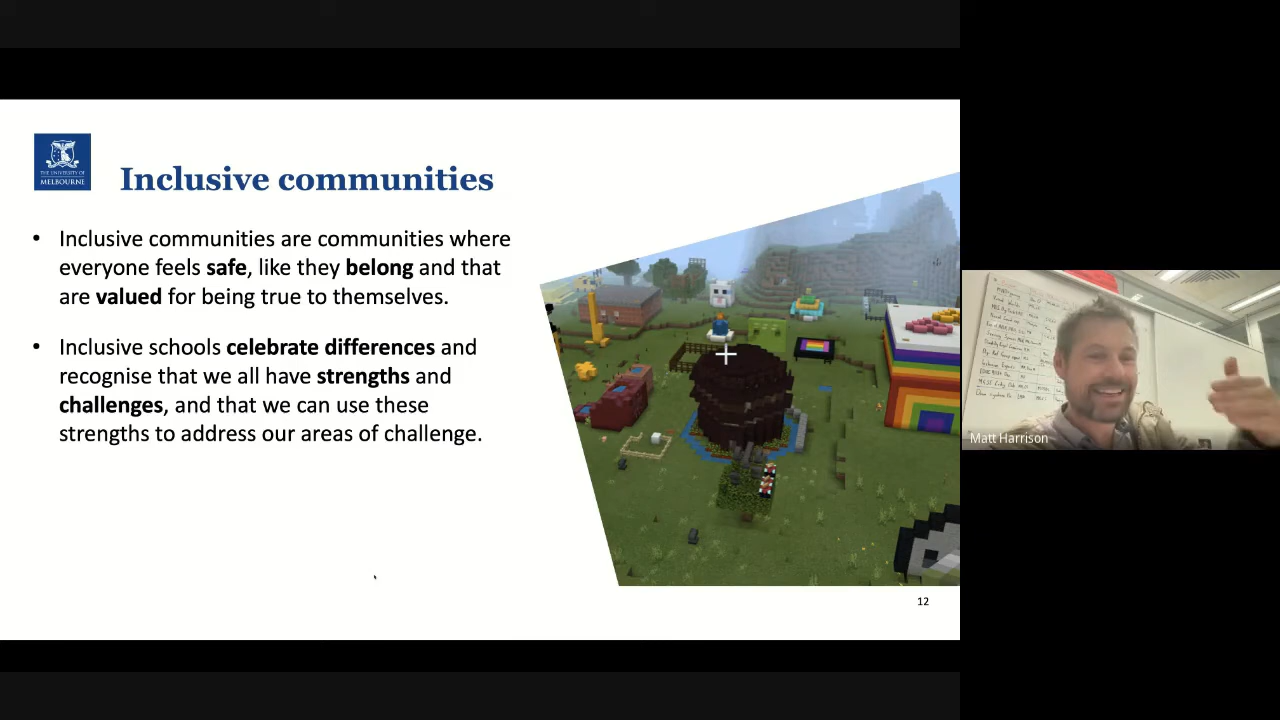 THE UNIVERSITY OF
MELBOURNE
Inclusive communities
• Inclusive communities are communities where
everyone feels safe, like they belong and that
are valued for being true to themselves.
• Inclusive schools celebrate differences and
recognise that we all have strengths and
challenges, and that we can use these
strengths to address our areas of challenge.
12
Matt Harrison